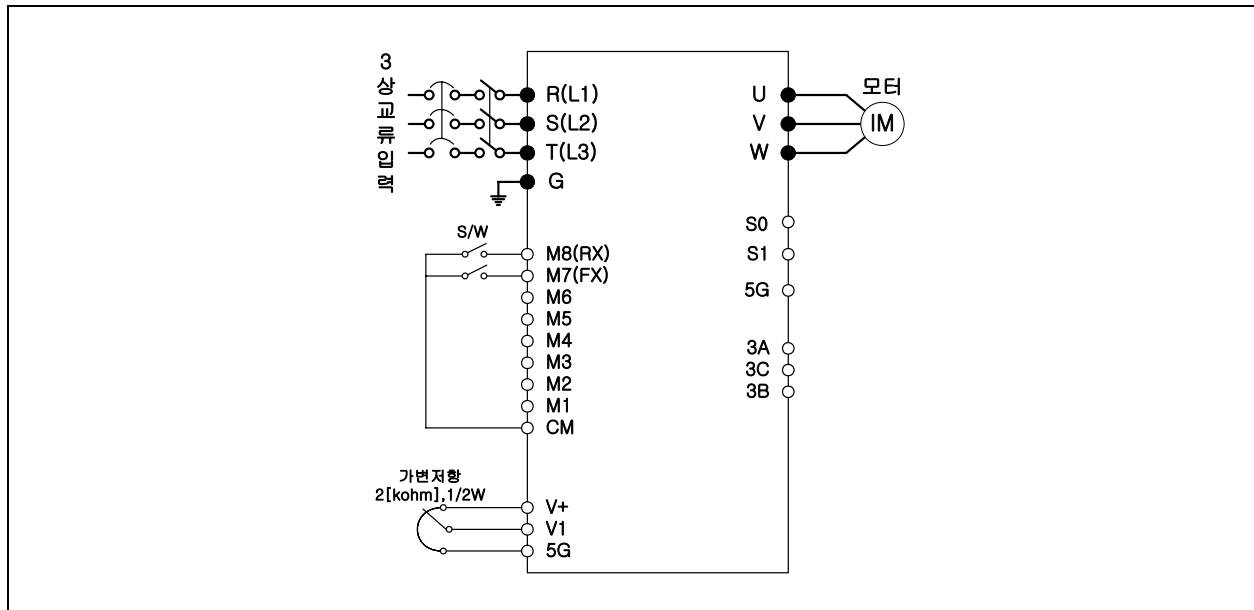 3상교류입력
R(L1)
S(L2)
T(L3)
G
U
V
W
모터
IM
S/W
M8(RX)
M7(FX)
M6
M5
M4
M3
M2
M1
CM
S0
S1
5G
3A
3C
3B
가변저항
2[kohm],1/2W
V+
V1
5G